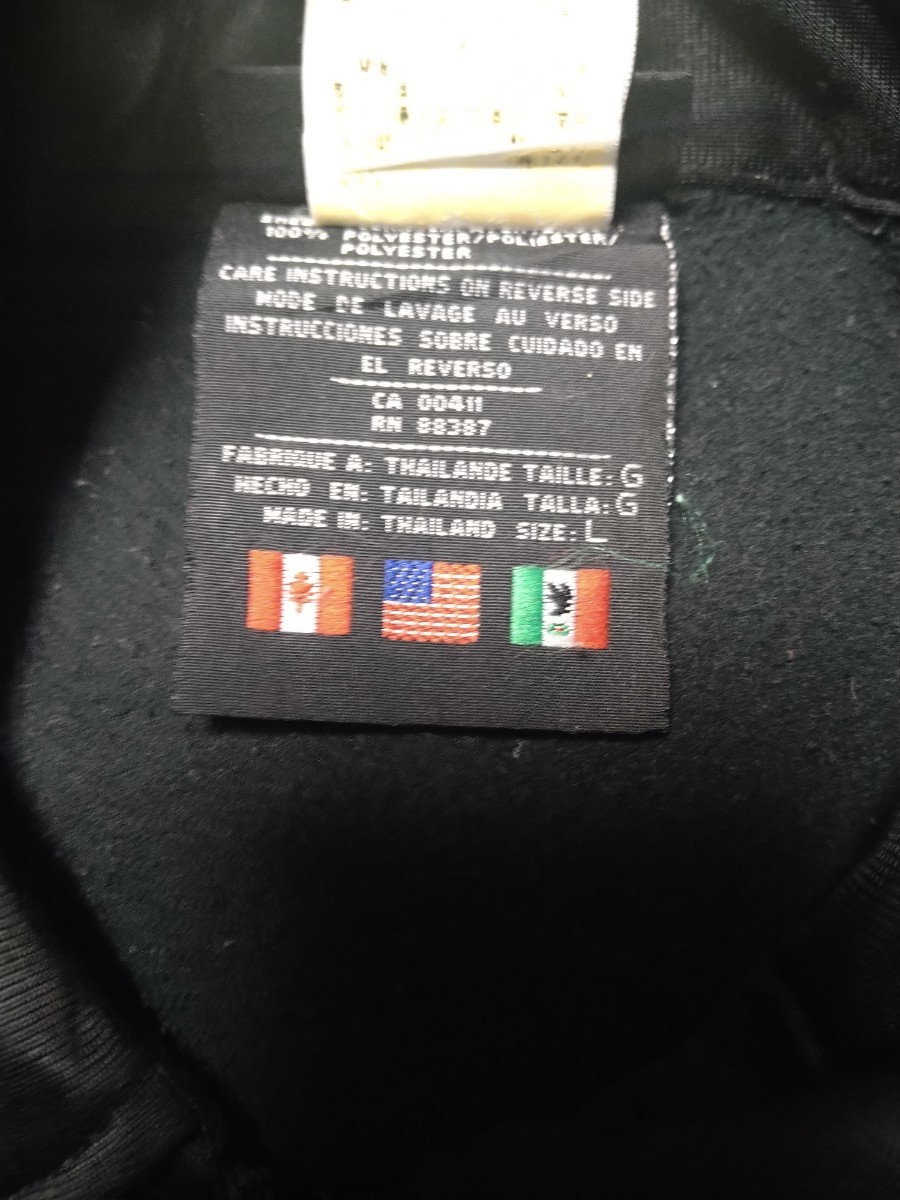 100% POLYESTER/POLIESTER/
POLYESTER
CARE INSTRUCTIONS ON REVERSE SIDE
MODE DE LAVAGE AU VERSO
INSTRUCCIONES SOBRE CUIDADO EN
EL REVERSO
CA 00411
RN 88387
FABRIQUE A: THAILANDE TAILLE: G
HECHO EN: TAILANDIA TALLA: G
MADE IN: THAILAND SIZE: L